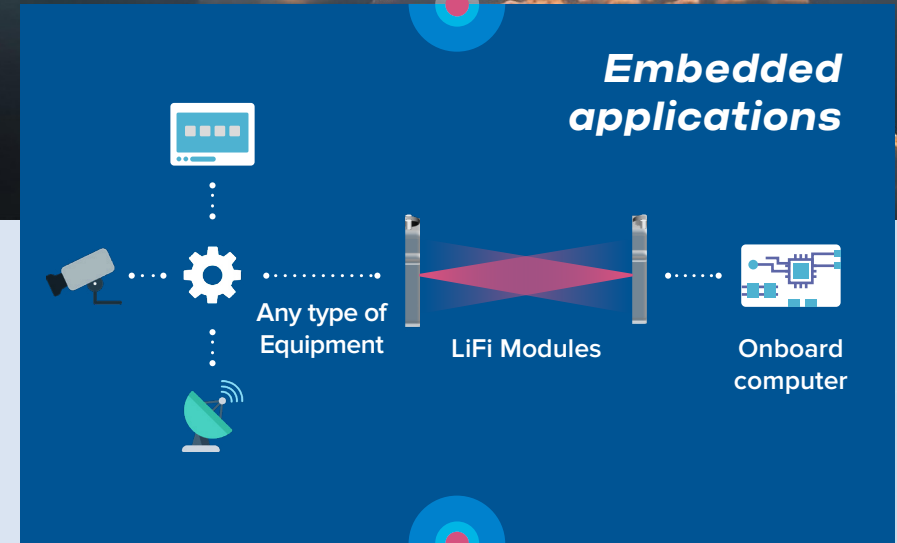 Embedded
applications
Any type of
Equipment
LiFi Modules
Onboard
computer